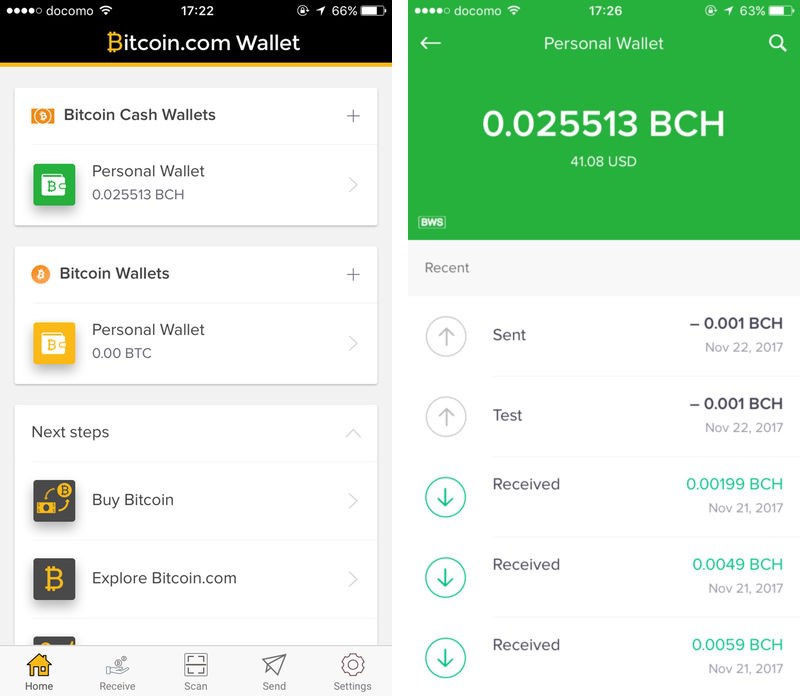 docomo 17:22 66%
Bitcoin.com Wallet
Bitcoin Cash Wallets
Personal Wallet
0.025513 BCH
Bitcoin Wallets
Personal Wallet
0.00 BTC
Next steps
Buy Bitcoin
Explore Bitcoin.com
Home Receive Scan Send Settings
docomo 17:26 63%
Personal Wallet
0.025513 BCH
41.08 USD
BWS
Recent
Sent – 0.001 BCH
Nov 22, 2017
Test – 0.001 BCH
Nov 22, 2017
Received 0.00199 BCH
Nov 21, 2017
Received 0.0049 BCH
Nov 21, 2017
Received 0.0059 BCH
Nov 21, 2017